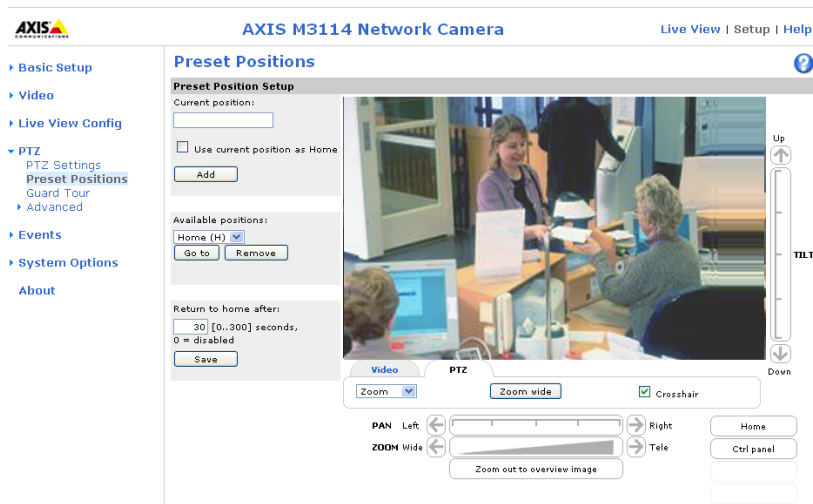 AXIS
COMMUNICATIONS
AXIS M3114 Network Camera
Live View | Setup | Help
Basic Setup
Video
Live View Config
PTZ
PTZ Settings
Preset Positions
Guard Tour
Advanced
Events
System Options
About
Preset Positions
?
Preset Position Setup
Current position:
Use current position as Home
Add
Available positions:
Home (H)
Go to Remove
Return to home after:
30 [0..300] seconds,
0 = disabled
Save
Up
TILT
Down
Video PTZ
Zoom Zoom wide Crosshair
PAN Left Right
ZOOM Wide Tele
Zoom out to overview image
Home
Ctrl panel